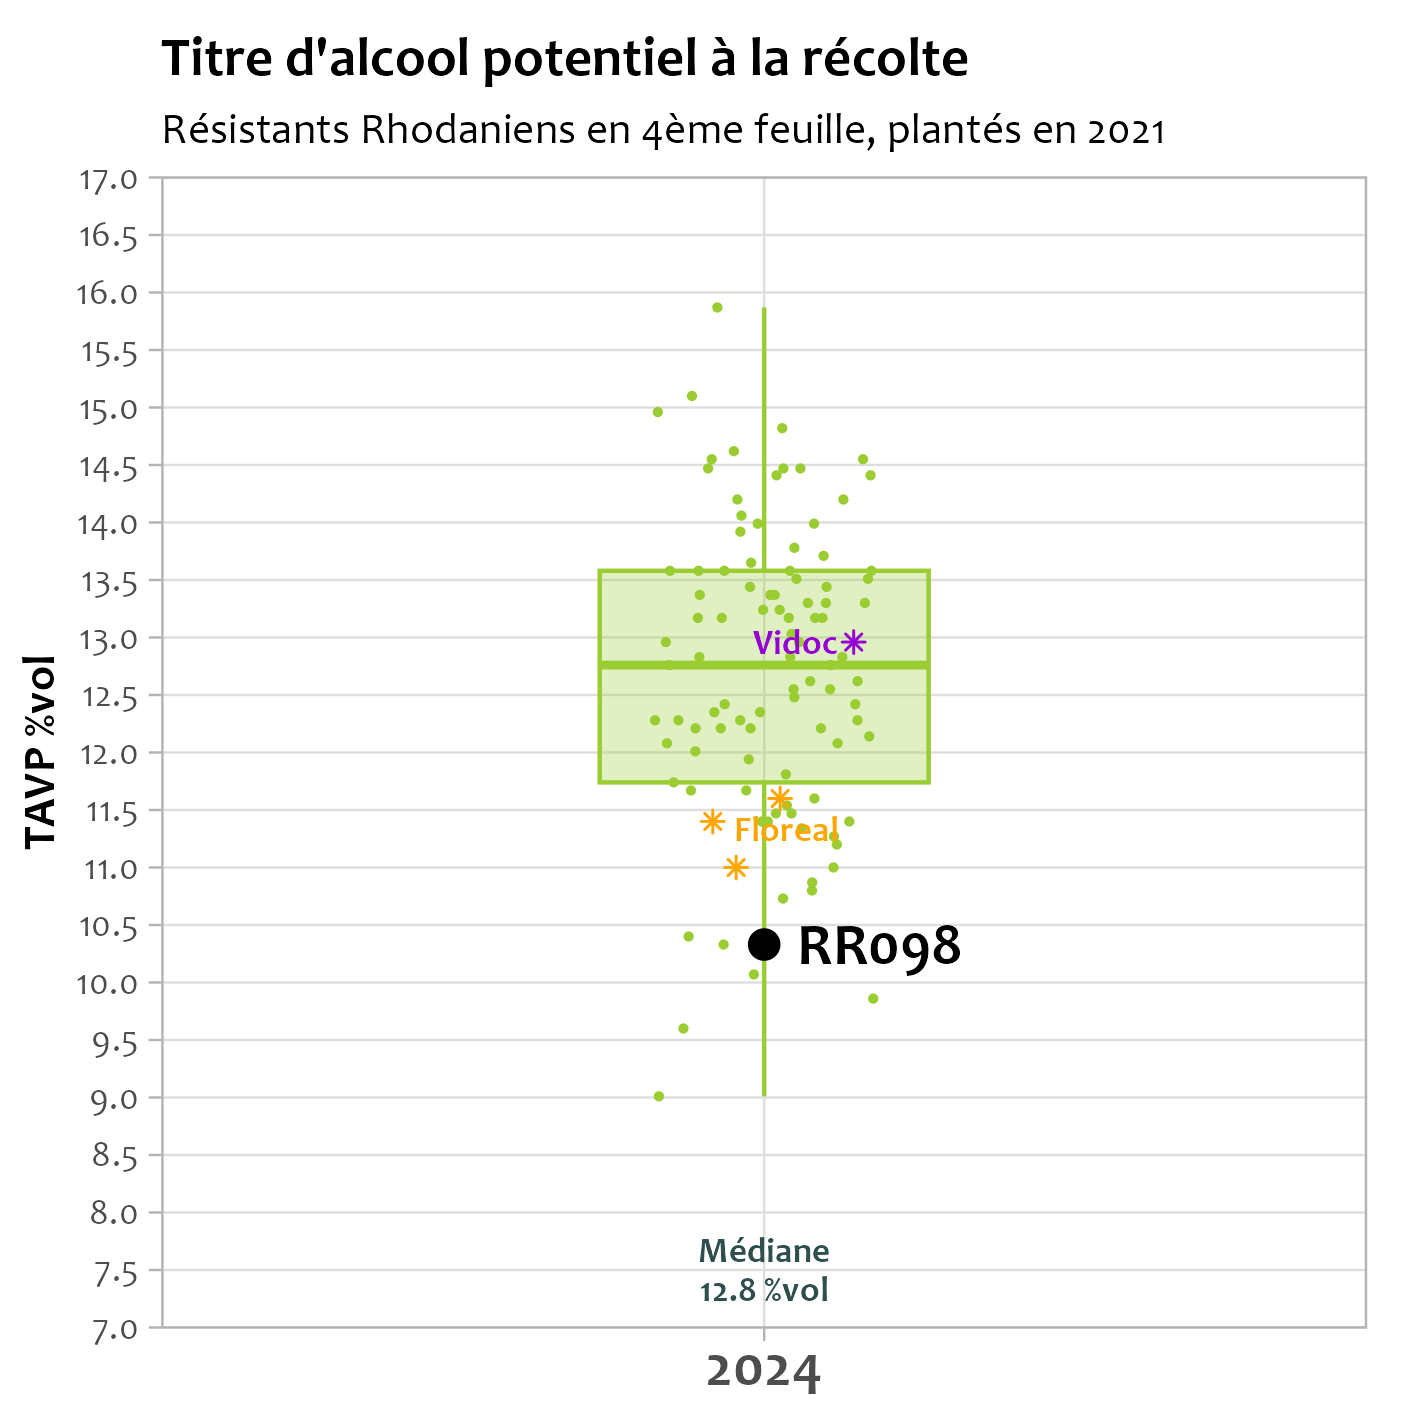 Titre d'alcool potentiel à la récolte
Résistants Rhodaniens en 4ème feuille, plantés en 2021
TAVP %vol
17.0
16.5
16.0
15.5
15.0
14.5
14.0
13.5
13.0
12.5
12.0
11.5
11.0
10.5
10.0
9.5
9.0
8.5
8.0
7.5
7.0
Vidoc
Floreal
RR098
Médiane
12.8 %vol
2024